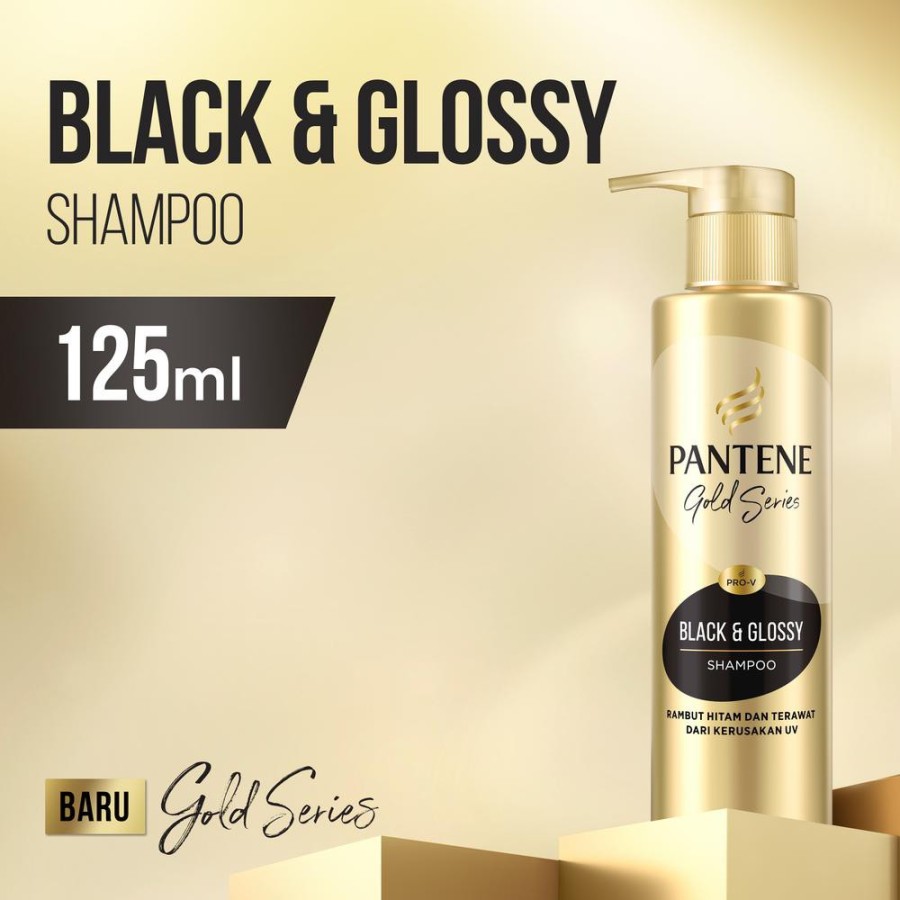 BLACK & GLOSSY
SHAMPOO
125ml
PANTENE
Gold Series
PRO-V
BLACK & GLOSSY
SHAMPOO
RAMBUT HITAM DAN TERAWAT
DARI KERUSAKAN UV
BARU Gold Series